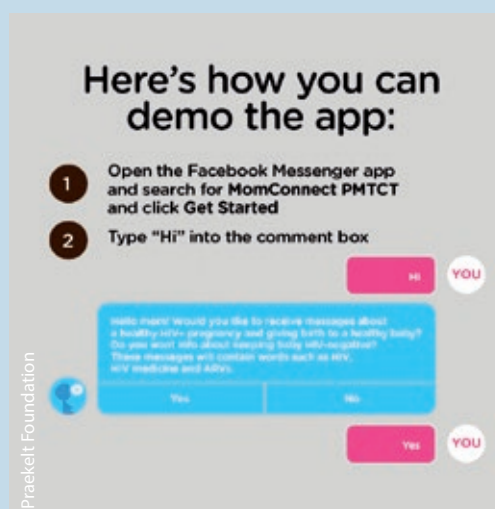 Here's how you can
demo the app:
1
Open the Facebook Messenger app
and search for MomConnect PMTCT
and click Get Started
2
Type "Hi" into the comment box
Hi
YOU
Hello mom! Would you like to receive messages about
a healthy HIV+ pregnancy and giving birth to a healthy baby?
Do you want info about keeping baby HIV-negative?
These messages will contain words such as HIV,
HIV medicine and ARVs.
Yes
No
Yes
YOU
Praekelt Foundation